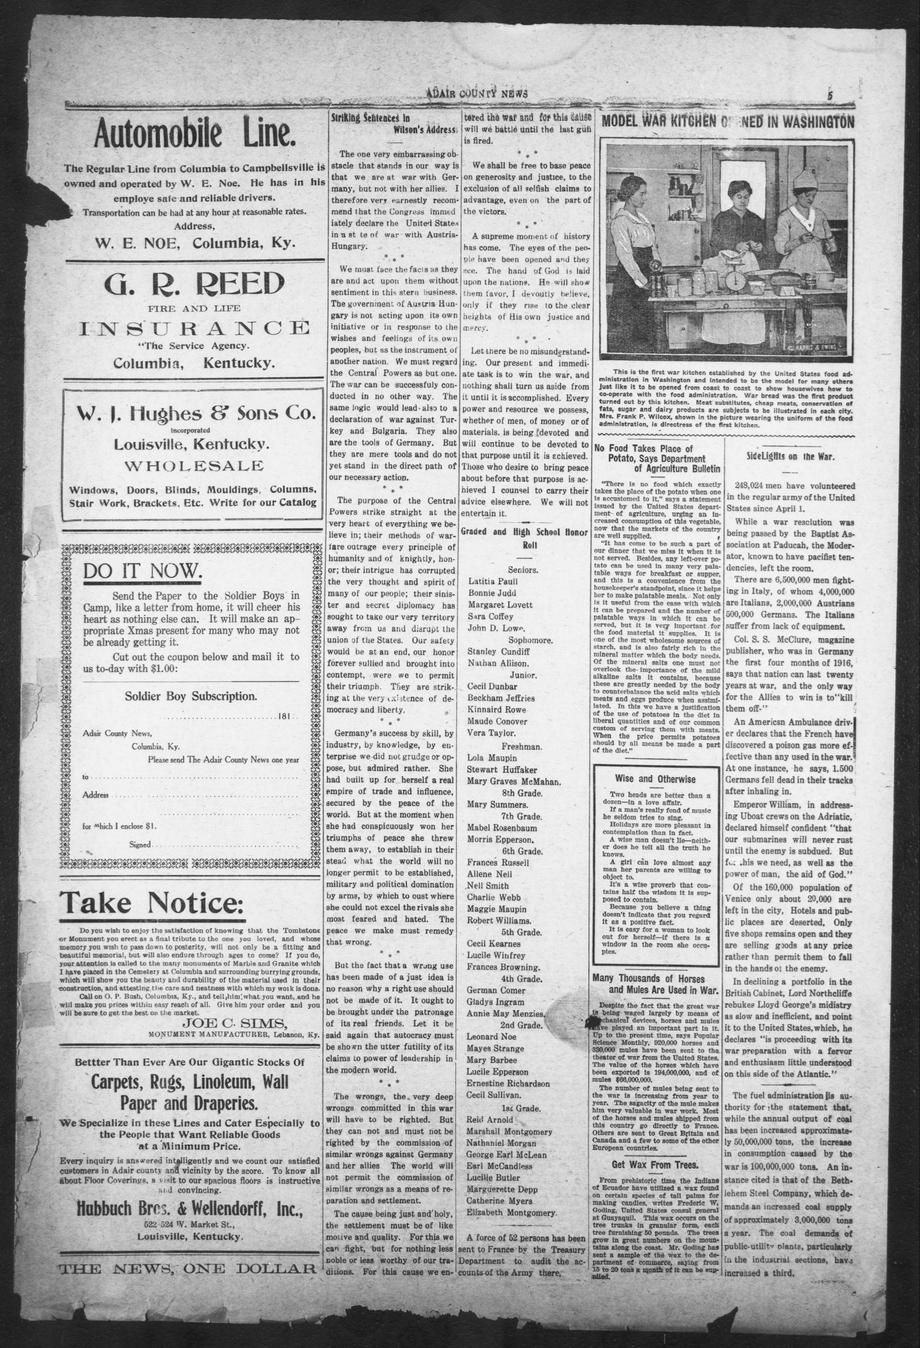 ADAIR COUNTY NEWS
5
Automobile Line.
The Regular Line from Columbia to Campbellsville is
owned and operated by W. E. Noe. He has in his
employe safe and reliable drivers.
Transportation can be had at any hour at reasonable rates.
Address,
W. E. NOE, Columbia, Ky.
G. R. REED
FIRE AND LIFE
INSURANCE
"The Service Agency.
Columbia, Kentucky.
W. J. Hughes & Sons Co.
Incorporated
Louisville, Kentucky.
WHOLESALE
Windows, Doors, Blinds, Mouldings, Columns,
Stair Work, Brackets, Etc. Write for our Catalog
DO IT NOW.
Send the Paper to the Soldier Boys in
Camp, like a letter from home, it will cheer his
heart as nothing else can. It will make an ap-
propriate Xmas present for many who may not
be already getting it.
Cut out the coupon below and mail it to
us to-day with $1.00:
Soldier Boy Subscription.
181
Adair County News,
Columbia, Ky.
Please send The Adair County News one year
to
Address
for which I enclose $1.
Signed
Take Notice:
Do you wish to enjoy the satisfaction of knowing that the Tombstone
or Monument you erect as a final tribute to the one you loved, and whose
memory you wish to pass down to posterity, will not only be a fitting and
beautiful memorial, but will also endure through ages to come? If you do,
your attention is called to the many monuments of Marble and Granite which
I have placed in the Cemetery at Columbia and surrounding burying grounds,
which will show you the beauty and durability of the material used in their
construction, and attesting the care and neatness with which my work is done.
Call on O. P. Bush, Columbia, Ky., and tell him what you want, and he
will make you prices within easy reach of all. Give him your order and you
will be sure to get the best on the market.
JOE C. SIMS,
MONUMENT MANUFACTURER, Lebanon, Ky.
Bettter Than Ever Are Our Gigantic Stocks Of
Carpets, Rugs, Linoleum, Wall
Paper and Draperies.
We Specialize in these Lines and Cater Especially to
the People that Want Reliable Goods
at a Minimum Price.
Every inquiry is answered intelligently and we count our satisfied
customers in Adair county and vicinity by the score. To know all
about Floor Coverings, a visit to our spacious floors is instructive
and convincing.
Hubbuch Bros. & Wellendorff, Inc.,
522-524 W. Market St.,
Louisville, Kentucky.
THE NEWS, ONE DOLLAR
Striking Sentences in
Wilson's Address.
The one very embarrassing ob-
stacle that stands in our way is
that we are at war with Ger-
many, but not with her allies. I
therefore very earnestly recom-
mend that the Congress immed
iately declare the United States
in a state of war with Austria-
Hungary.
* * *
We must face the facts as they
are and act upon them without
sentiment in this stern business.
The government of Austria Hun-
gary is not acting upon its own
initiative or in response to the
wishes and feelings of its own
peoples, but as the instrument of
another nation. We must regard
the Central Powers as but one.
The war can be successfuly con-
ducted in no other way. The
same logic would lead also to a
declaration of war against Tur-
key and Bulgaria. They also
are the tools of Germany. But
they are mere tools and do not
yet stand in the direct path of
our necessary action.
* * *
The purpose of the Central
Powers strike straight at the
very heart of everything we be-
lieve in; their methods of war-
fare outrage every principle of
humanity and of knightly, hon-
or; their intrigue has corrupted
the very thought and spirit of
many of our people; their sinis-
ter and secret diplomacy has
sought to take our very territory
away from us and disrupt the
union of the States. Our safety
would be at an end, our honor
forever sullied and brought into
contempt, were we to permit
their triumph. They are strik-
ing at the very existence of de-
mocracy and liberty.
* * *
Germany's success by skill, by
industry, by knowledge, by en-
terprise we did not grudge or op-
pose, but admired rather. She
had built up for herself a real
empire of trade and influence,
secured by the peace of the
world. But at the moment when
she had conspicuously won her
triumphs of peace she threw
them away, to establish in their
stead what the world will no
longer permit to be established,
military and political domination
by arms, by which to oust where
she could not excel the rivals she
most feared and hated. The
peace we make must remedy
that wrong.
* * *
But the fact that a wrong use
has been made of a just idea is
no reason why a right use should
not be made of it. It ought to
be brought under the patronage
of its real friends. Let it be
said again that autocracy must
be shown the utter futility of its
claims to power of leadership in
the modern world.
* * *
The wrongs, the very deep
wrongs committed in this war
will have to be righted. But
they can not and must not be
righted by the commission of
similar wrongs against Germany
and her allies The world will
not permit the commission of
similar wrongs as a means of re-
paration and settlement.
The cause being just and holy,
the settlement must be of like
motive and quality. For this we
can fight, but for nothing less
noble or less worthy of our tra-
ditions. For this cause we en-
tered the war and for this cause
will we battle until the last gun
is fired.
* * *
We shall be free to base peace
on generosity and justice, to the
exclusion of all selfish claims to
advantage, even on the part of
the victors.
* * *
A supreme moment of history
has come. The eyes of the peo-
ple have been opened and they
see. The hand of God is laid
upon the nations. He will show
them favor, I devoutly believe,
only if they rise to the clear
heights of His own justice and
mercy.
* * *
Let there be no misunderstand-
ing. Our present and immedi-
ate task is to win the war, and
nothing shall turn us aside from
it until it is accomplished. Every
power and resource we possess,
whether of men, of money or of
materials, is being devoted and
will continue to be devoted to
that purpose until it is achieved.
Those who desire to bring peace
about before that purpose is ac-
hieved I counsel to carry their
advice elsewhere. We will not
entertain it.
Graded and High School Honor
Roll
Seniors.
Latitia Paull
Bonnie Judd
Margaret Lovett
Sara Coffey
John D. Lowe,
Sophomore.
Stanley Cundiff
Nathan Allison.
Junior.
Cecil Dunbar
Beckham Jeffries
Kinnaird Rowe
Maude Conover
Vera Taylor.
Freshman.
Lola Maupin
Stewart Huffaker
Mary Graves McMahan.
8th Grade.
Mary Summers.
7th Grade.
Mabel Rosenbaum
Morris Epperson.
6th Grade.
Frances Russell
Allene Neil
Nell Smith
Charlie Webb
Maggie Maupin
Robert Williams.
5th Grade.
Cecil Kearnes
Lucile Winfrey
Frances Browning.
4th Grade.
German Comer
Gladys Ingram
Annie May Menzies.
2nd Grade.
Leonard Noe
Mayes Strange
Mary Barbee
Lucile Epperson
Ernestine Richardson
Cecil Sullivan.
1st Grade.
Reid Arnold
Marshall Montgomery
Nathaniel Morgan
George Earl McLean
Earl McCandless
Lucille Butler
Marguerette Depp
Catherine Myers
Elizabeth Montgomery.
A force of 52 persons has been
sent to France by the Treasury
Department to audit the ac-
counts of the Army there.
MODEL WAR KITCHEN O NED IN WASHINGTON
HARRIS & EWING
This is the first war kitchen established by the United States food ad-
ministration in Washington and intended to be the model for many others
just like it to be opened from coast to coast to show housewives how to
co-operate with the food administration. War bread was the first product
turned out by this kitchen. Meat substitutes, cheap meats, conservation of
fats, sugar and dairy products are subjects to be illustrated in each city.
Mrs. Frank P. Wilcox, shown in the picture wearing the uniform of the food
administration, is directress of the first kitchen.
No Food Takes Place of
Potato, Says Department
of Agriculture Bulletin
"There is no food which exactly
takes the place of the potato when one
is accustomed to it," says a statement
issued by the United States depart-
ment of agriculture, urging an in-
creased consumption of this vegetable,
now that the markets of the country
are well supplied.
"It has come to be such a part of
our dinner that we miss it when it is
not served. Besides, any left-over po-
tato can be used in many very pala-
table ways for breakfast or supper,
and this is a convenience from the
housekeeper's standpoint, since it helps
her to make palatable meals. Not only
is it useful from the ease with which
it can be prepared and the number of
palatable ways in which it can be
served, but it is very important for
the food material it supplies. It is
one of the most wholesome sources of
starch, and is also fairly rich in the
mineral matter which the body needs.
Of the mineral salts one must not
overlook the importance of the mild
alkaline salts it contains, because
these are greatly needed by the body
to counterbalance the acid salts which
meats and eggs produce when assimi-
lated. In this we have a justification
of the use of potatoes in the diet in
liberal quantities and of our common
custom of serving them with meats.
When the price permits potatoes
should by all means be made a part
of the diet."
Wise and Otherwise
Two heads are better than a
dozen—in a love affair.
If a man's really fond of music
he seldom tries to sing.
Holidays are more pleasant in
contemplation than in fact.
A wise man doesn't lie—neith-
er does he tell all the truth he
knows.
A girl can love almost any
man her parents are willing to
object to.
It's a wise proverb that con-
tains half the wisdom it is sup-
posed to contain.
Because you believe a thing
doesn't indicate that you regard
it as a positive fact.
It is easy for a woman to look
out for herself—if there is a
window in the room she occu-
pies.
Many Thousands of Horses
and Mules Are Used in War.
Despite the fact that the great war
is being waged largely by means of
mechanical devices, horses and mules
have played an important part in it.
Up to the present time, says Popular
Science Monthly, 920,000 horses and
330,000 mules have been sent to the
theater of war from the United States.
The value of the horses which have
been exported is 194,000,000, and of
mules $66,000,000.
The number of mules being sent to
the war is increasing from year to
year. The sagacity of the mule makes
him very valuable in war work. Most
of the horses and mules shipped from
this country go directly to France.
Others are sent to Great Britain and
Canada and a few to some of the other
European countries.
Get Wax From Trees.
From prehistoric time the Indians
of Ecuador have utilized a wax found
on certain species of tall palms for
making candles, writes Frederic W.
Goding, United States consul general
at Guayaquil. This wax occurs on the
tree trunks in granular form, each
tree furnishing 50 pounds. The trees
grow in great numbers on the moun-
tains along the coast. Mr. Goding has
sent a sample of the wax to the de-
partment of commerce, saying from
15 to 20 tons a month of it can be sup-
plied.
SideLights on the War.
248,024 men have volunteered
in the regular army of the United
States since April 1.
While a war resolution was
being passed by the Baptist As-
sociation at Paducah, the Moder-
ator, known to have pacifist ten-
dencies, left the room.
There are 6,500,000 men fight-
ing in Italy, of whom 4,000,000
are Italians, 2,000,000 Austrians
500,000 Germans. The Italians
suffer from lack of equipment.
Col. S. S. McClure, magazine
publisher, who was in Germany
the first four months of 1916,
says that nation can last twenty
years at war, and the only way
for the Allies to win is to "kill
them off-"
An American Ambulance driv-
er declares that the French have
discovered a poison gas more ef-
fective than any used in the war.
At one instance, he says, 1.500
Germans fell dead in their tracks
after inhaling in.
Emperor William, in address-
ing Uboat crews on the Adriatic,
declared himself confident "that
our submarines will never rust
until the enemy is subdued. But
for this we need, as well as the
power of man, the aid of God."
Of the 160,000 population of
Venice only about 20,000 are
left in the city, Hotels and pub-
lic places are deserted, Only
five shops remain open and they
are selling goods at any price
rather than permit them to fall
in the hands of the enemy.
In declining a portfolio in the
British Cabinet, Lord Northcliffe
rebukes Lloyd George's midistry
as slow and inefficient, and point
it to the United States, which, he
declares "is proceeding with its
war preparation with a fervor
and enthusiasm little understood
on this side of the Atlantic."
The fuel administration is au-
thority for the statement that,
while the annual output of coal
has been increased approximate-
ly 50,000,000 tons, the increase
in consumption caused by the
war is 100,000,000 tons. An in-
stance cited is that of the Beth-
lehem Steel Company, which de-
mands an increased coal supply
of approximately 3,000,000 tons
a year. The coal demands of
public-utility plants, particularly
in the industrial sections, have
increased a third.